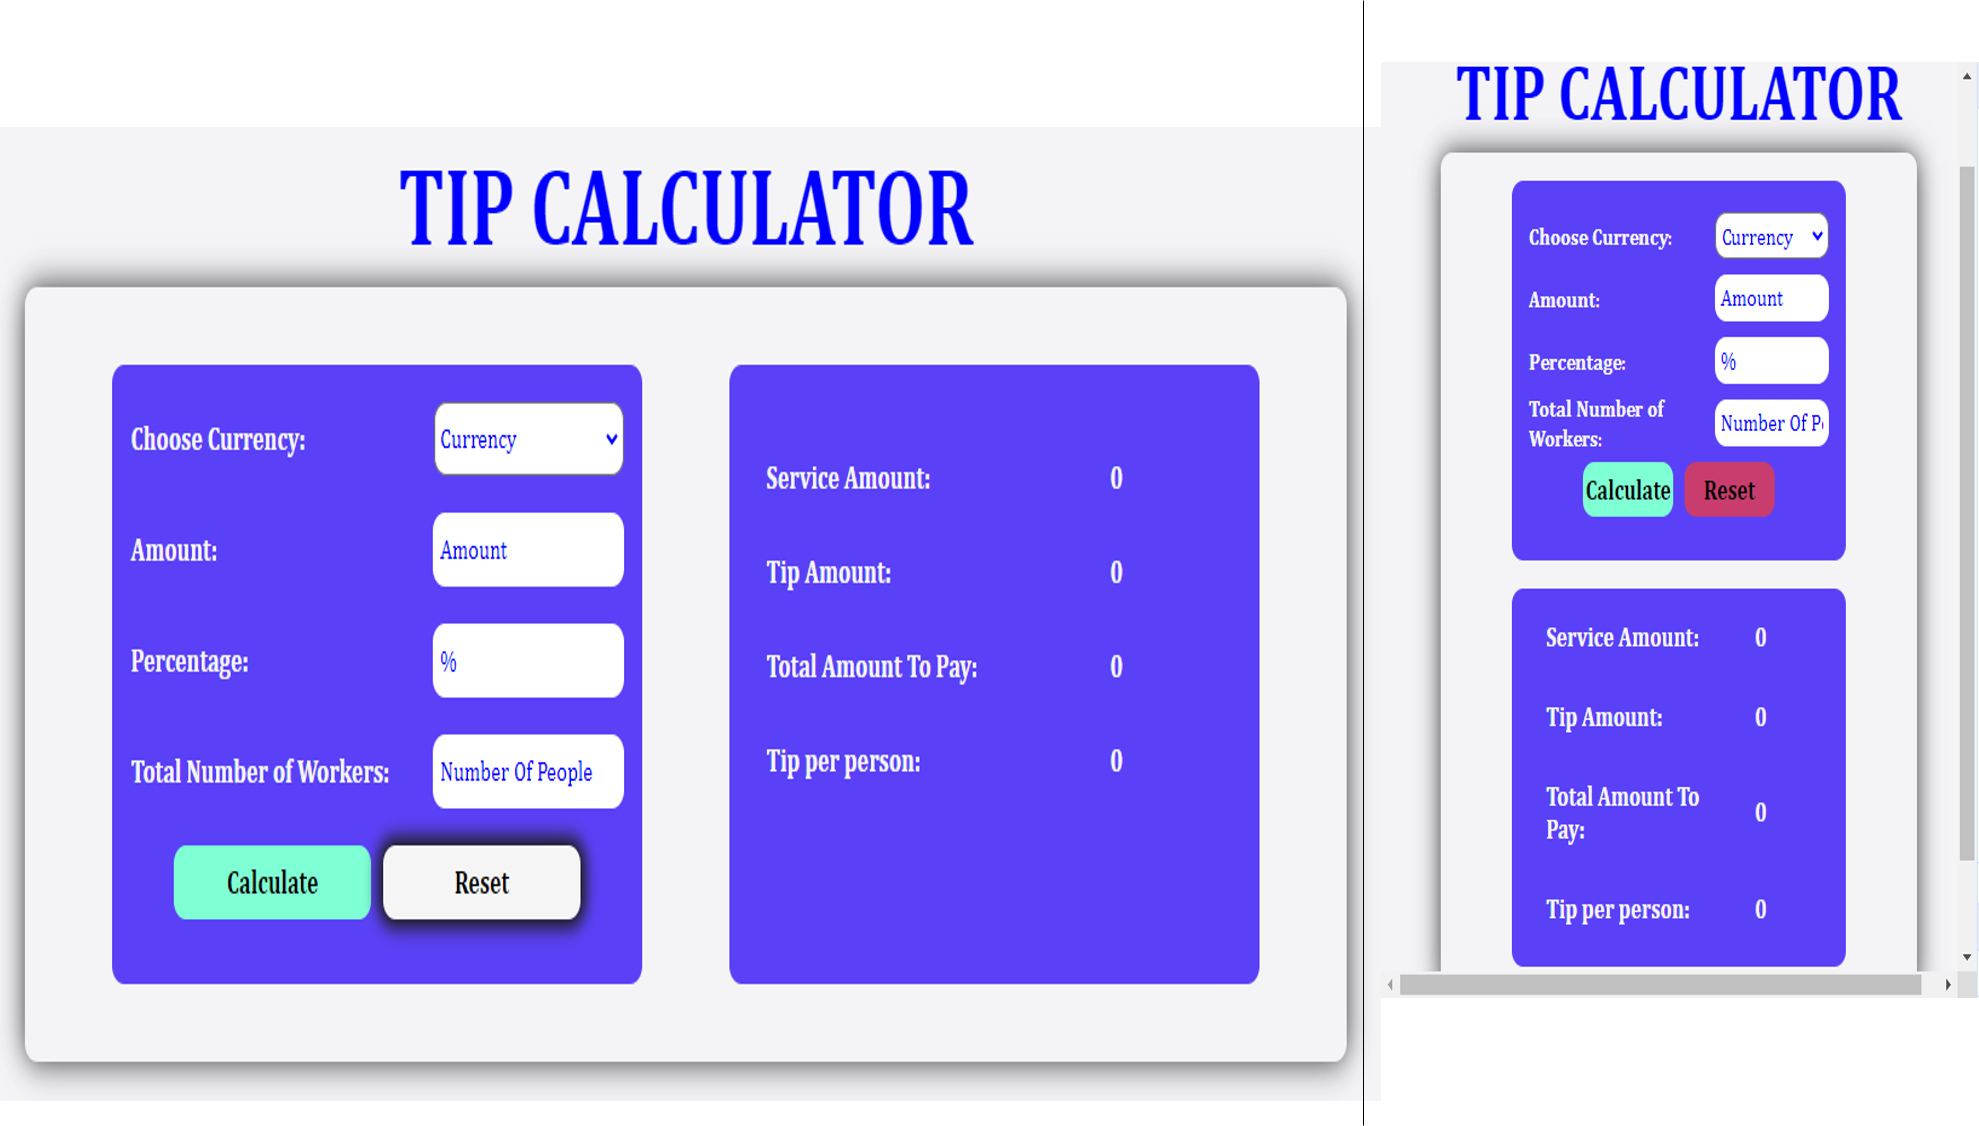 TIP CALCULATOR
Choose Currency:
Currency
Amount:
Amount
Percentage:
%
Total Number of Workers:
Number Of People
Calculate
Reset
Service Amount:
0
Tip Amount:
0
Total Amount To Pay:
0
Tip per person:
0
TIP CALCULATOR
Choose Currency:
Currency
Amount:
Amount
Percentage:
%
Total Number of
Workers:
Number Of P
Calculate
Reset
Service Amount:
0
Tip Amount:
0
Total Amount To
Pay:
0
Tip per person:
0